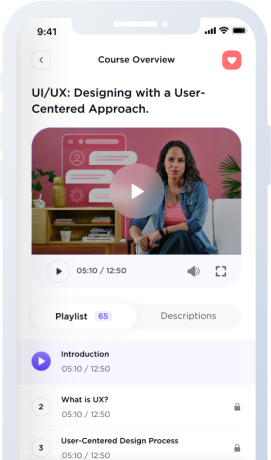 9:41
Course Overview
UI/UX: Designing with a User-
Centered Approach.
05:10 / 12:50
Playlist 65
Descriptions
Introduction
05:10 / 12:50
2
What is UX?
05:10 / 12:50
3
User-Centered Design Process
05:10 / 12:50